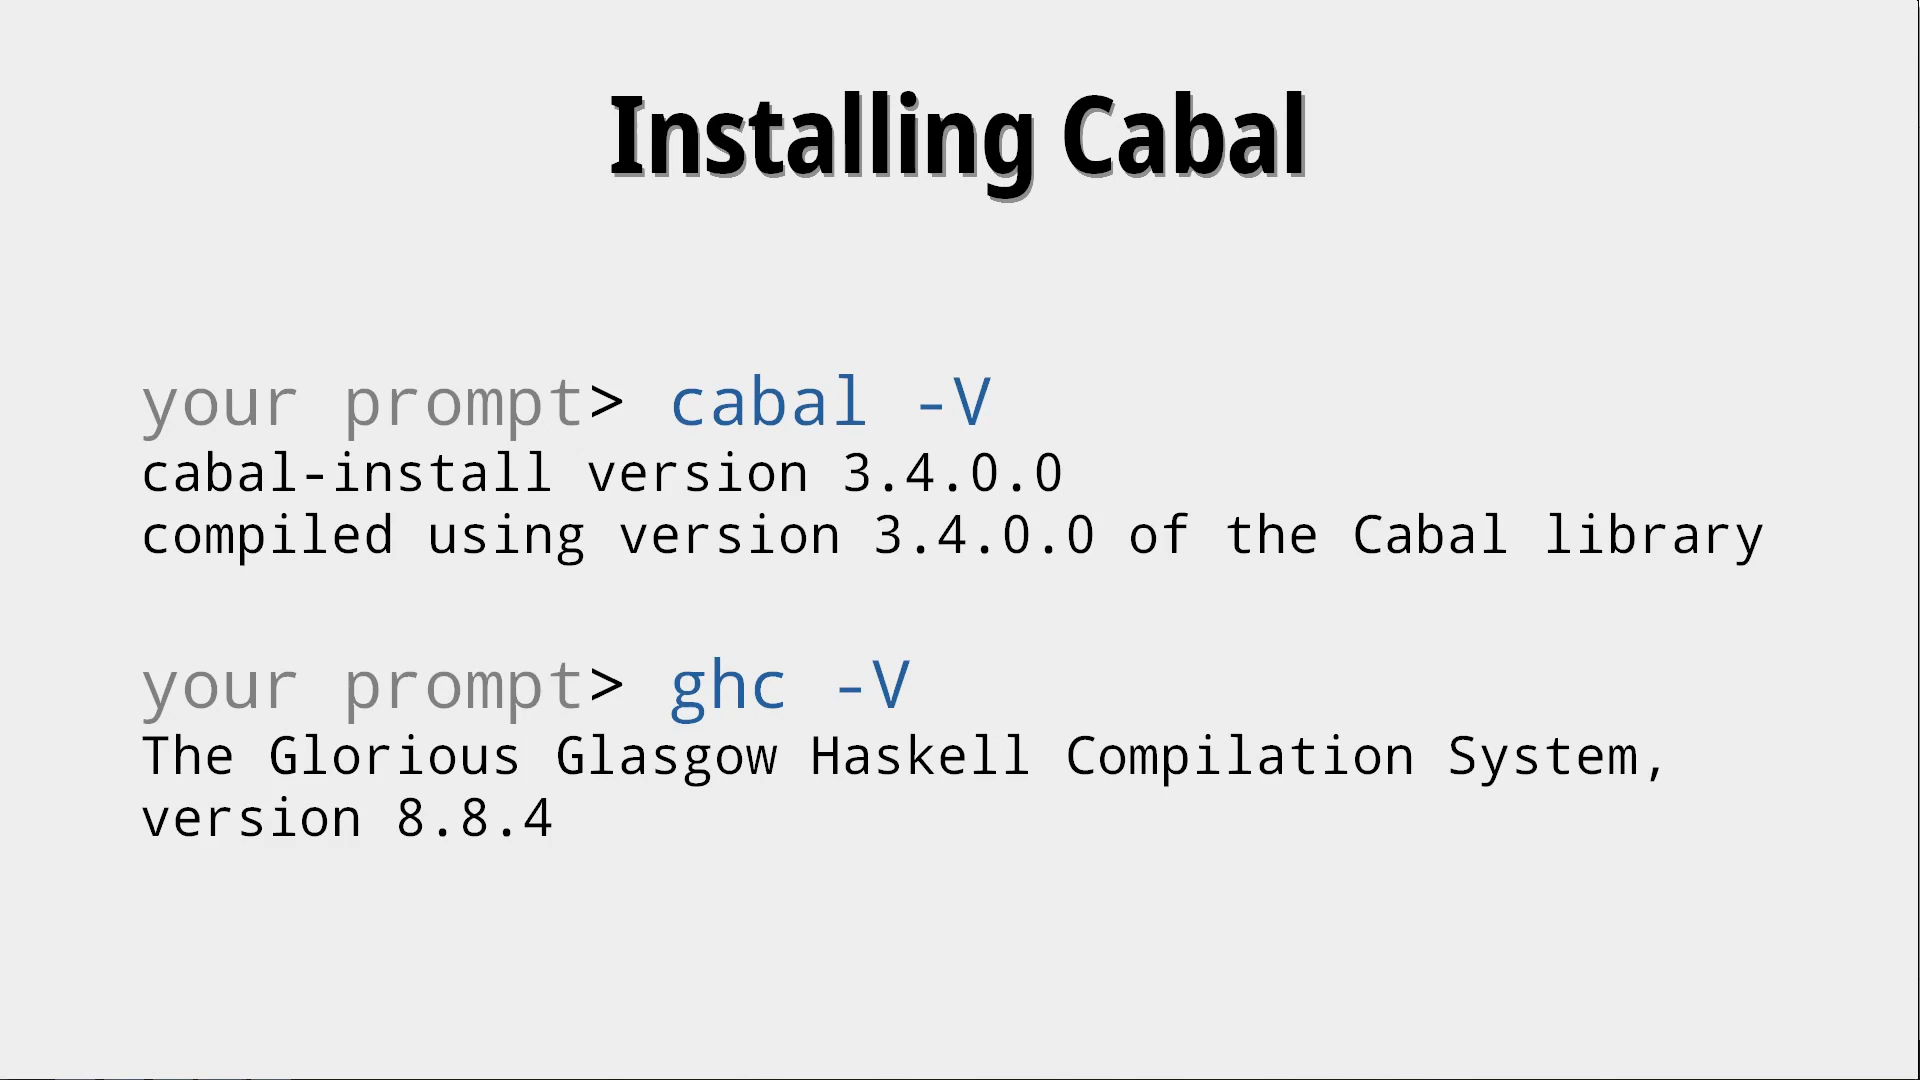 Installing Cabal
your prompt> cabal -V
cabal-install version 3.4.0.0
compiled using version 3.4.0.0 of the Cabal library
your prompt> ghc -V
The Glorious Glasgow Haskell Compilation System,
version 8.8.4